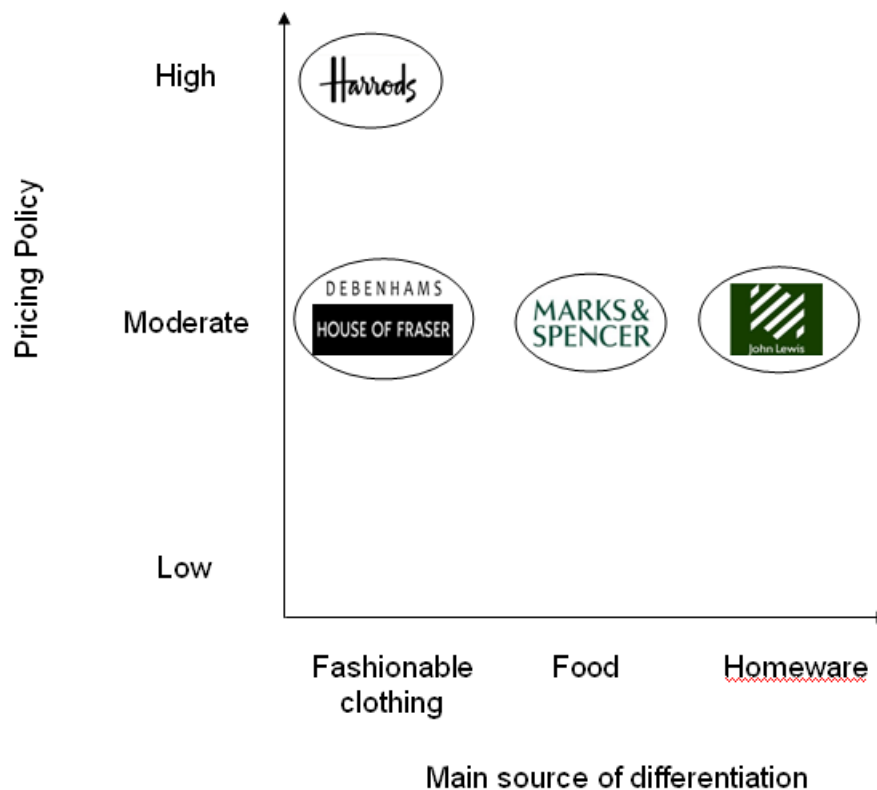 High
Harrods
Pricing Policy
DEBENHAMS
HOUSE OF FRASER
Moderate
MARKS &
SPENCER
John Lewis
Low
Fashionable
clothing
Food
Homeware
Main source of differentiation